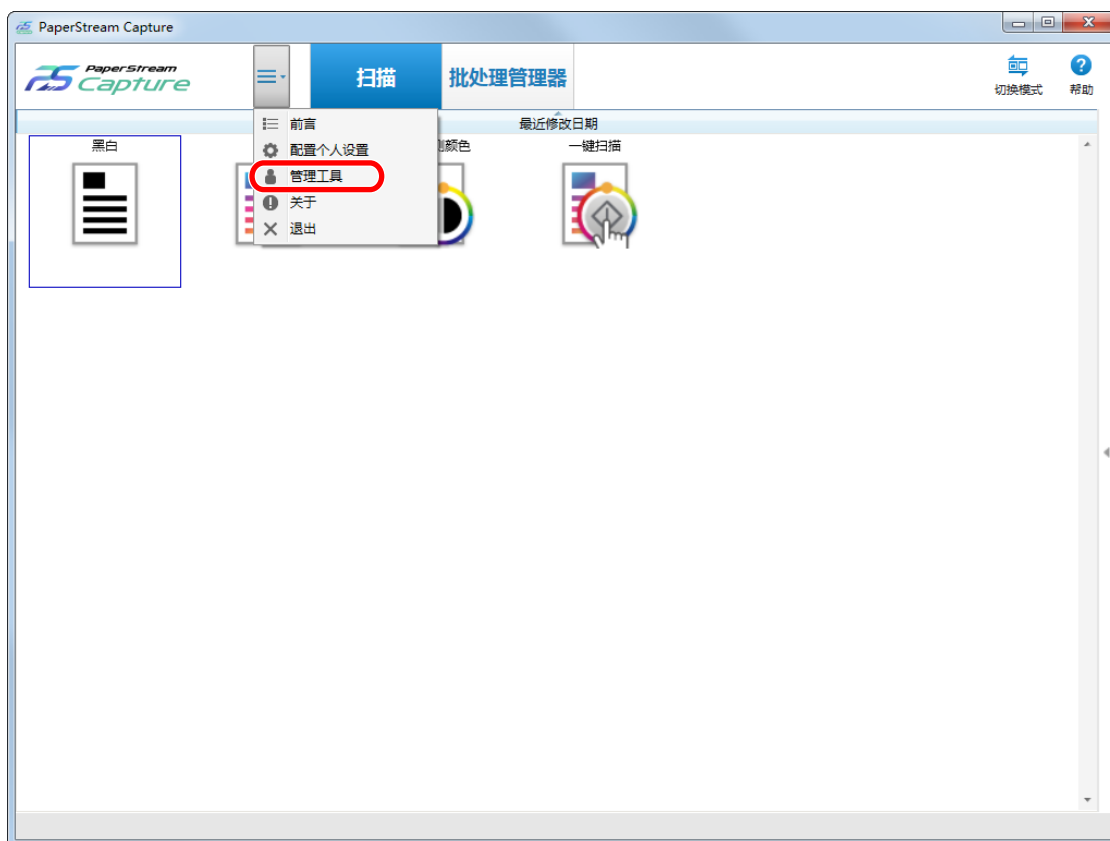 PaperStream Capture
PaperStream
Capture
扫描
批处理管理器
切换模式
帮助
最近修改日期
前言
配置个人设置
管理工具
关于
退出
黑白
颜色
一键扫描